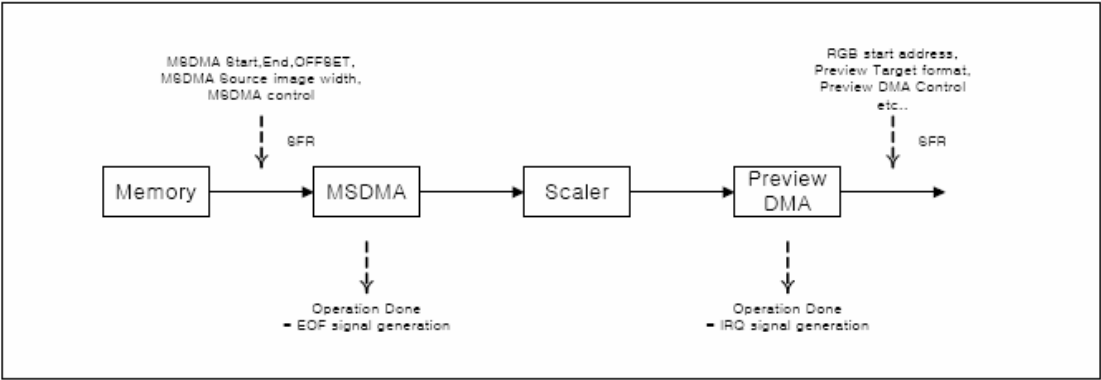 MSDMA Start,End,OFFSET,
MSDMA Source image width,
MSDMA control
RGB start address,
Preview Target format,
Preview DMA Control
etc..
SFR
SFR
Memory
MSDMA
Scaler
Preview
DMA
Operation Done
= EOF signal generation
Operation Done
= IRQ signal generation